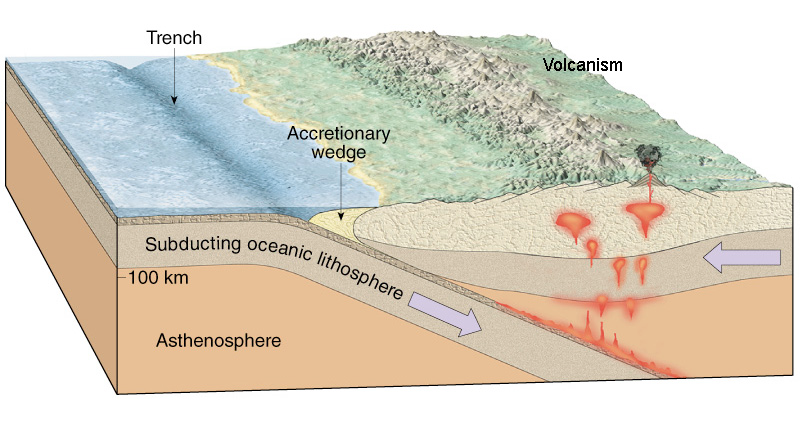 Trench
Volcanism
Accretionary
wedge
Subducting oceanic lithosphere
100 km
Asthenosphere